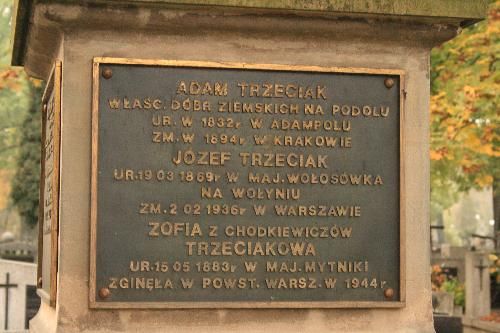 ADAM TRZECIAK
WŁAŚC. DÓBR ZIEMSKICH NA PODOLU
UR. W 1832r. W ADAMPOLU
ZM. W 1894r. W KRAKOWIE
JÓZEF TRZECIAK
UR.19 03 1869r. W MAJ. WOŁOSÓWKA
NA WOŁYNIU
ZM. 2 02 1936r W WARSZAWIE
ZOFIA Z CHODKIEWICZÓW
TRZECIAKOWA
UR.15 05 1883r W MAJ. MYTNIKI
ZGINĘŁA W POWST. WARSZ. W 1944r.